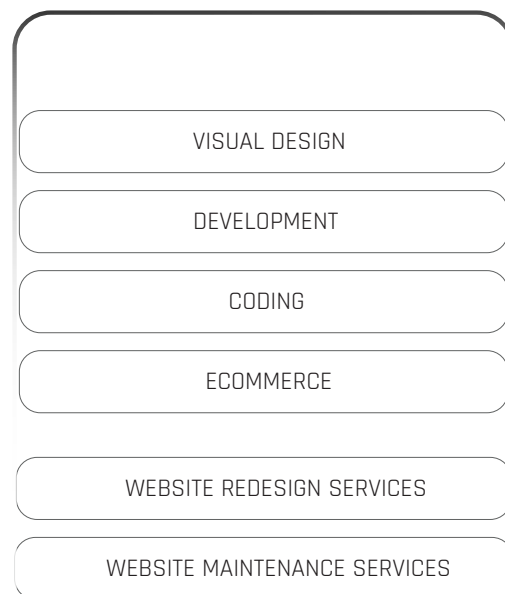 VISUAL DESIGN
DEVELOPMENT
CODING
ECOMMERCE
WEBSITE REDESIGN SERVICES
WEBSITE MAINTENANCE SERVICES